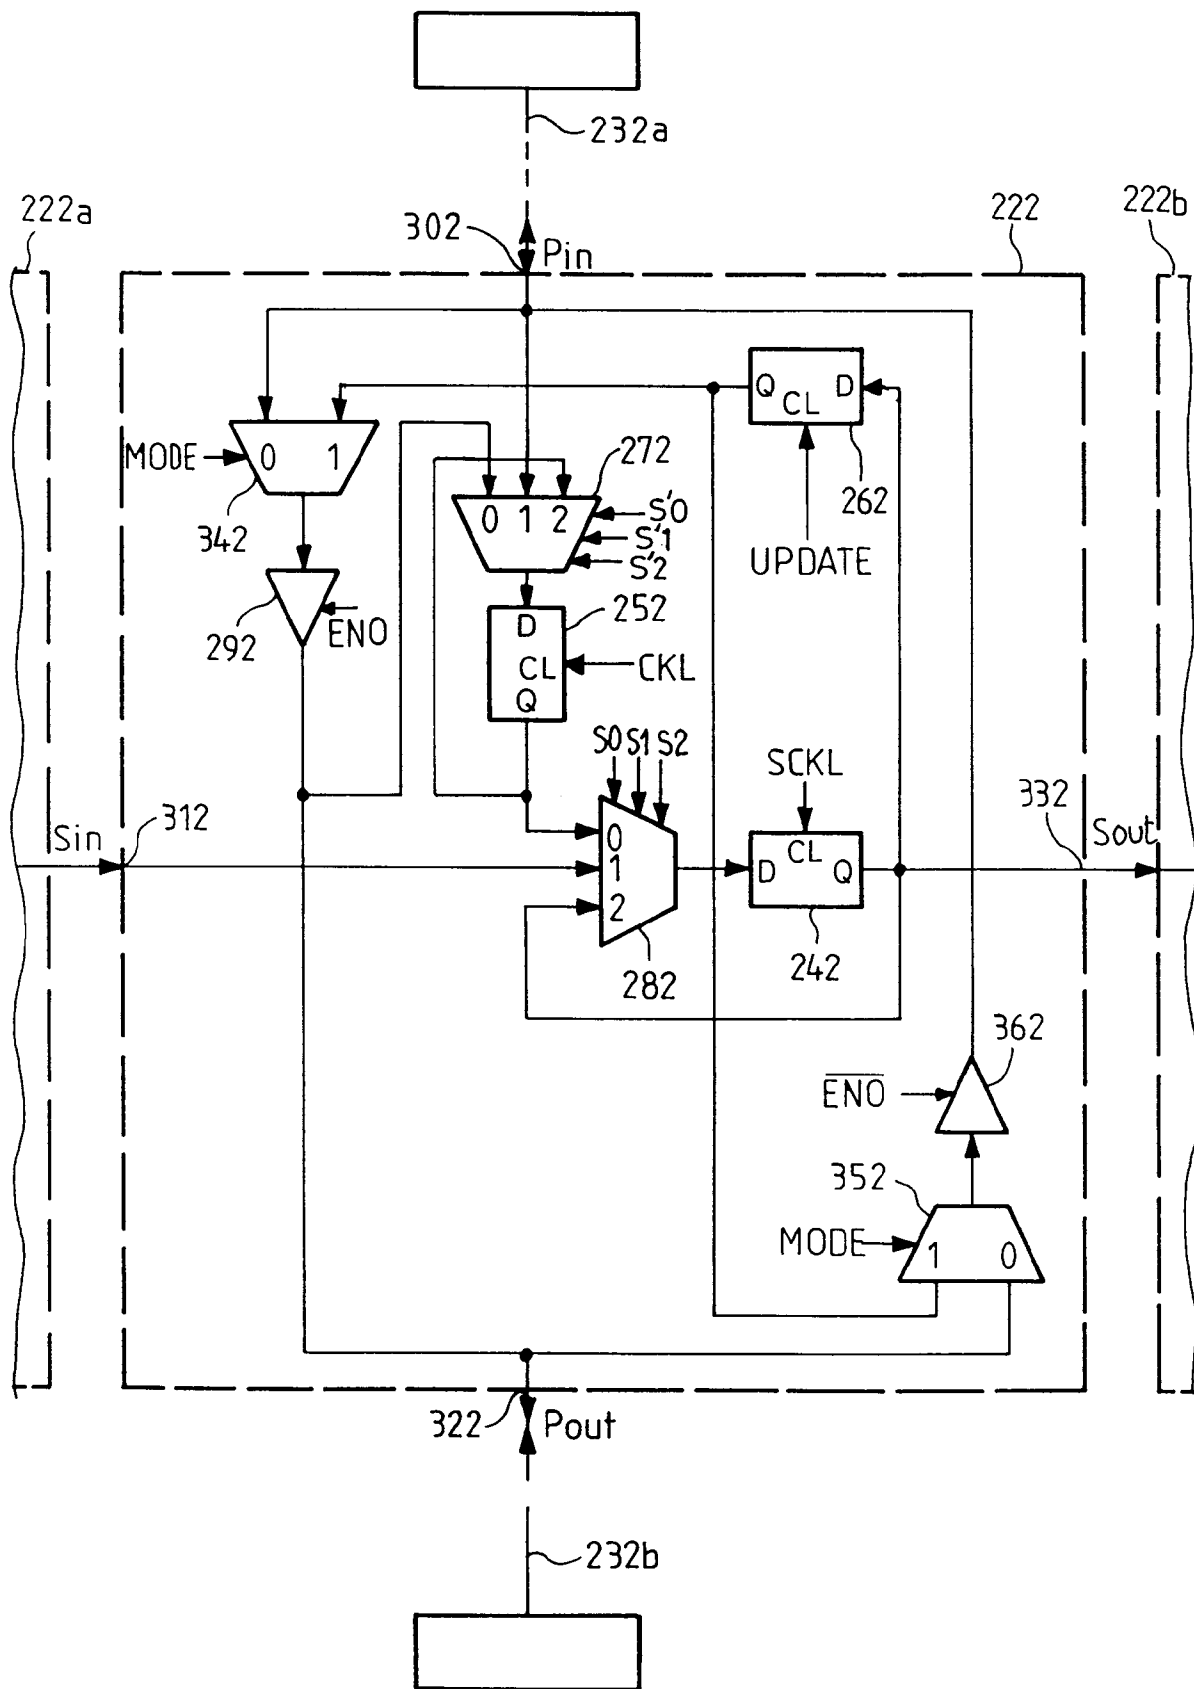 232a
222a
302
Pin
222
222b
Q
D
CL
MODE
0
1
272
262
0
1
2
S'0
342
S'1
S'2
UPDATE
252
292
ENO
D
CL
CKL
Q
S0
S1
S2
SCKL
332
Sin
312
0
CL
Sout
1
D
Q
2
282
242
362
ENO
352
MODE
1
0
322
Pout
232b